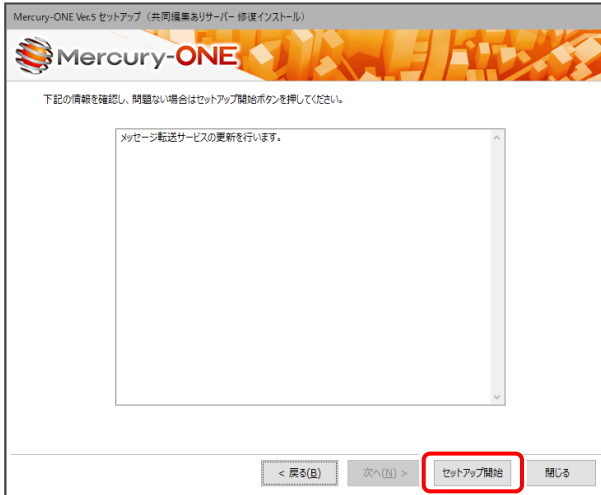 Mercury-ONE Ver.5 セットアップ（共同編集ありサーバー 修復インストール）
Mercury-ONE
下記の情報を確認し、問題ない場合はセットアップ開始ボタンを押してください。
メッセージ転送サービスの更新を行います。
< 戻る(B) 次へ(N) > セットアップ開始 閉じる